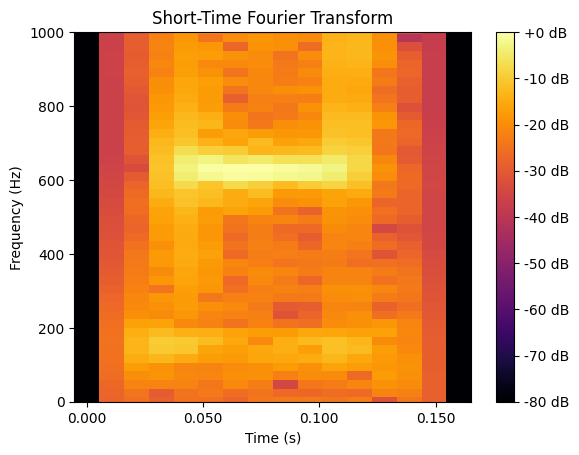 Short-Time Fourier Transform
1000
800
600
400
200
0
Frequency (Hz)
0.000
0.050
0.100
0.150
Time (s)
+0 dB
-10 dB
-20 dB
-30 dB
-40 dB
-50 dB
-60 dB
-70 dB
-80 dB